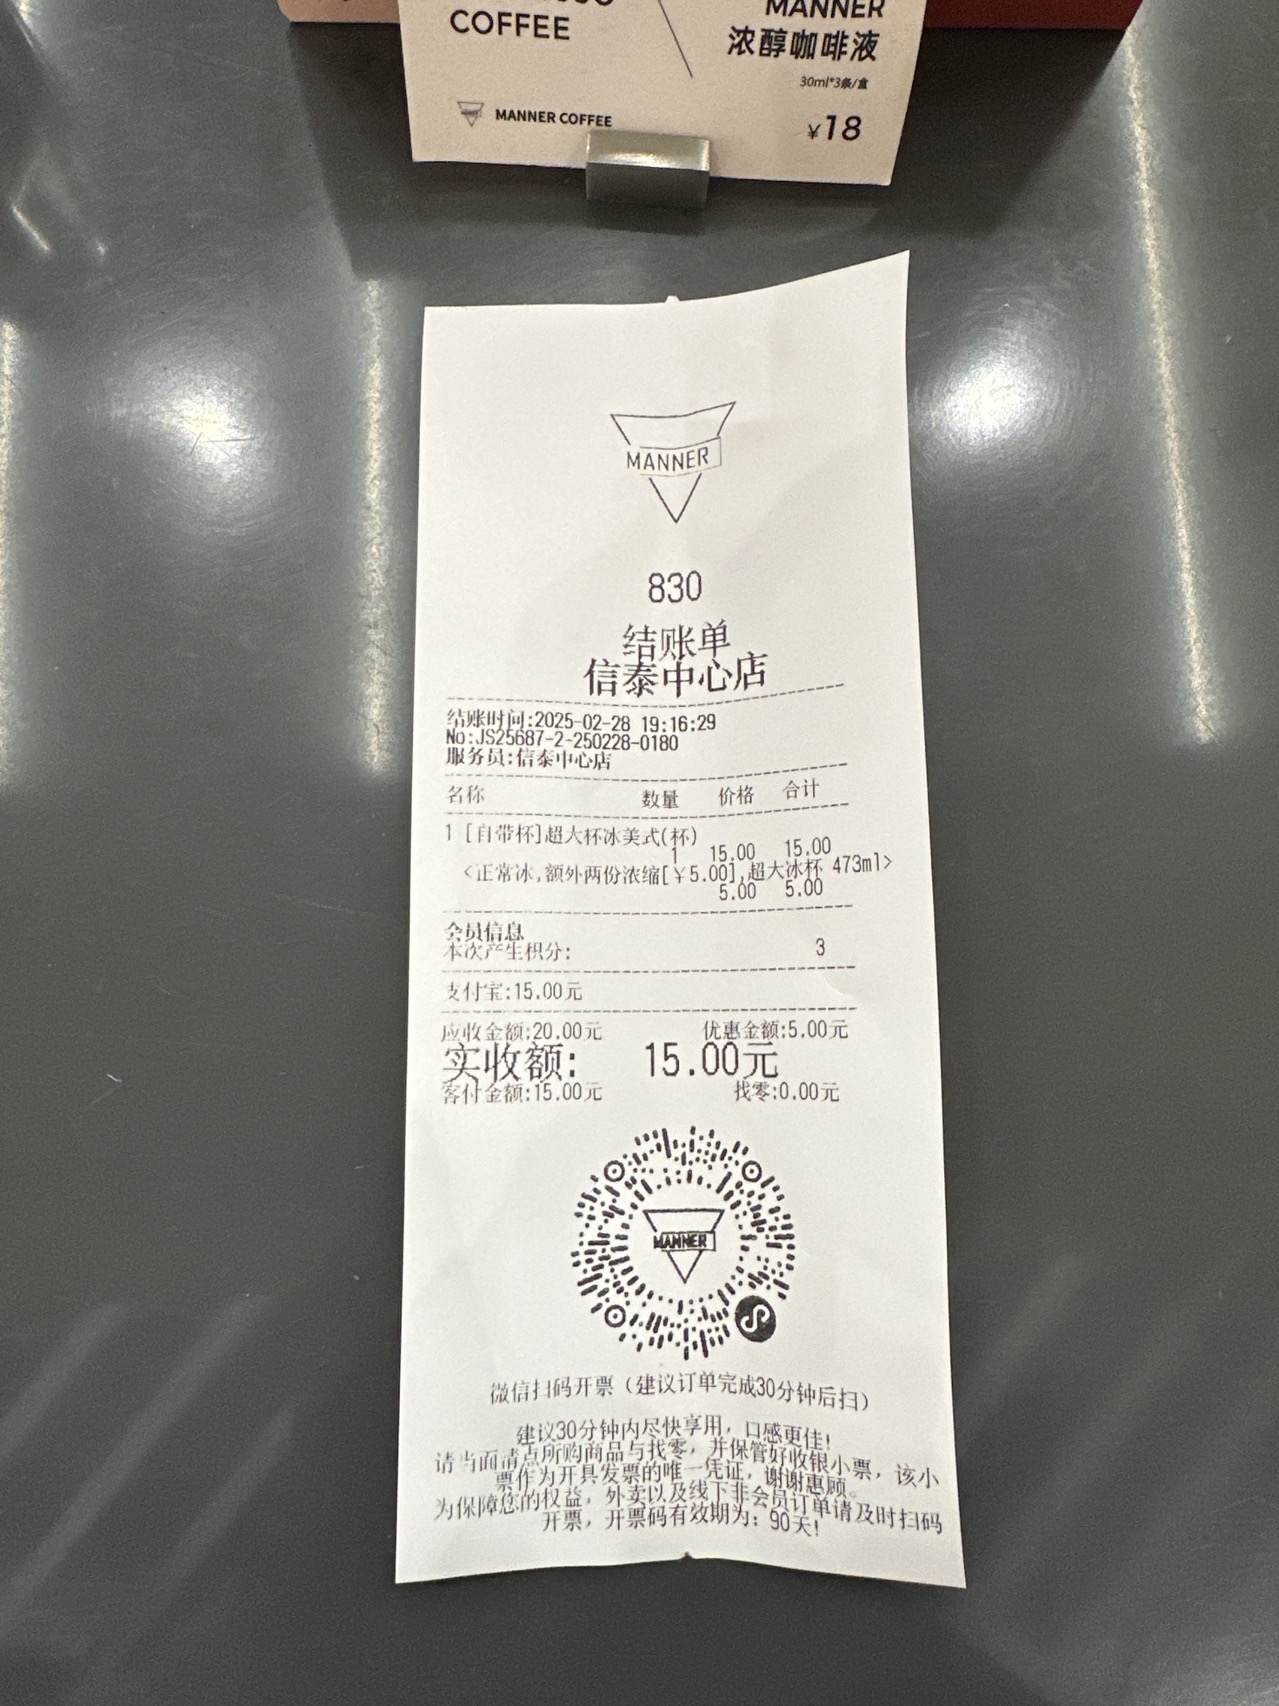 COFFEE
MANNER
浓醇咖啡液
30ml*3条/盒
MANNER COFFEE
¥18
MANNER
830
结账单
信泰中心店
结账时间:2025-02-28 19:16:29
No:JS25687-2-250228-0180
服务员:信泰中心店
名称 数量 价格 合计
1 [自带杯]超大杯冰美式(杯)
1 15.00 15.00
<正常冰,额外两份浓缩[¥5.00],超大冰杯 473ml>
5.00 5.00
会员信息
本次产生积分: 3
支付宝:15.00元
应收金额:20.00元 优惠金额:5.00元
实收额: 15.00元
客付金额:15.00元 找零:0.00元
MANNER
微信扫码开票（建议订单完成30分钟后扫）
建议30分钟内尽快享用，口感更佳!
请当面清点所购商品与找零，并保管好收银小票，该小
票作为开具发票的唯一凭证，谢谢惠顾。
为保障您的权益，外卖以及线下非会员订单请及时扫码
开票，开票码有效期为：90天!